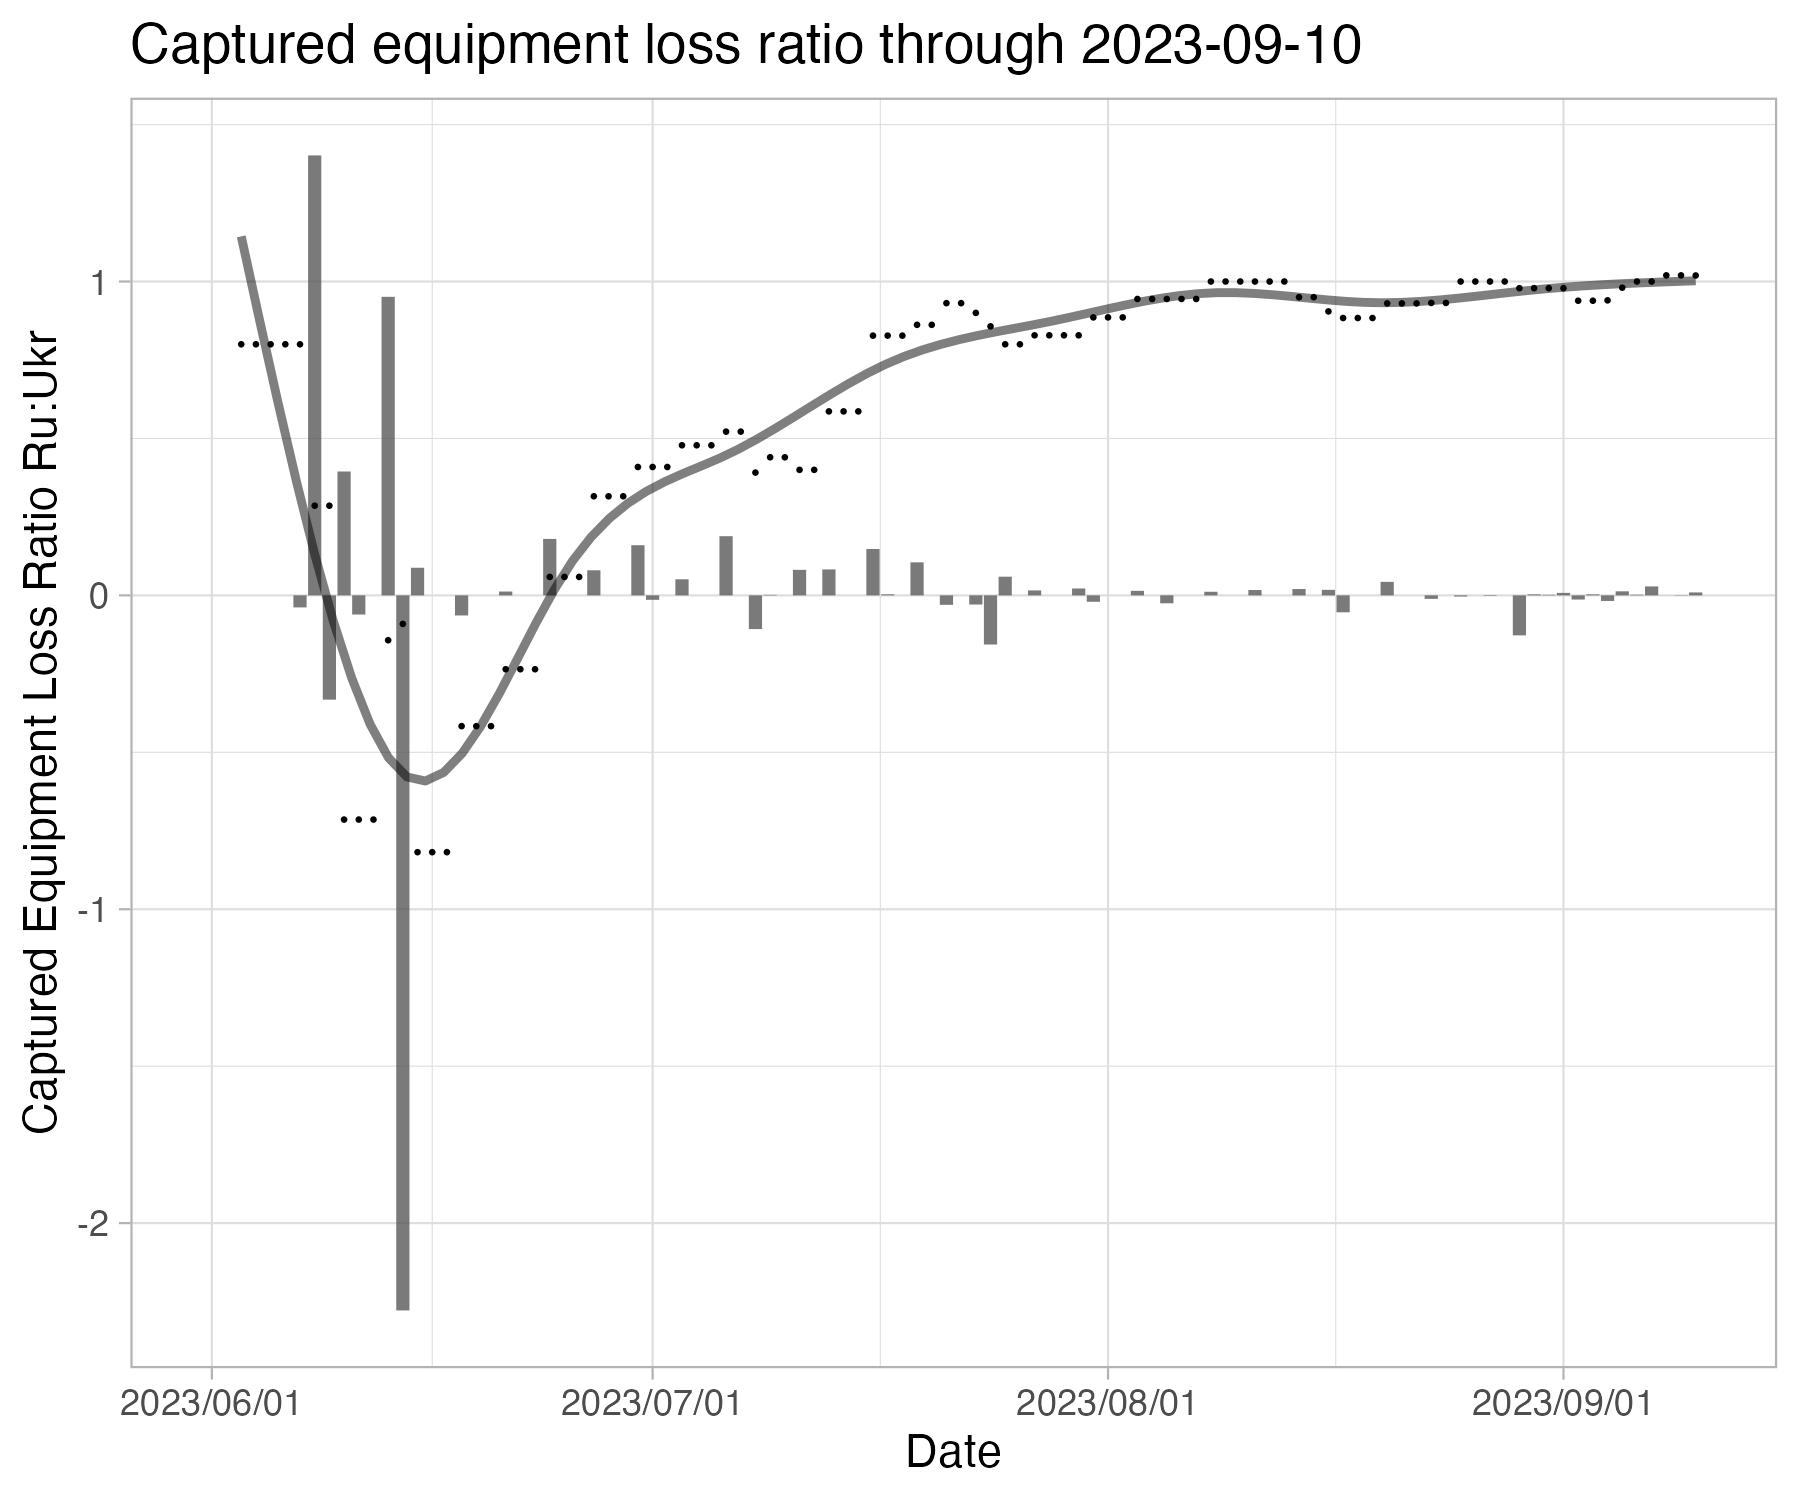 Captured equipment loss ratio through 2023-09-10
Captured Equipment Loss Ratio Ru:Ukr
1
0
-1
-2
2023/06/01
2023/07/01
2023/08/01
2023/09/01
Date